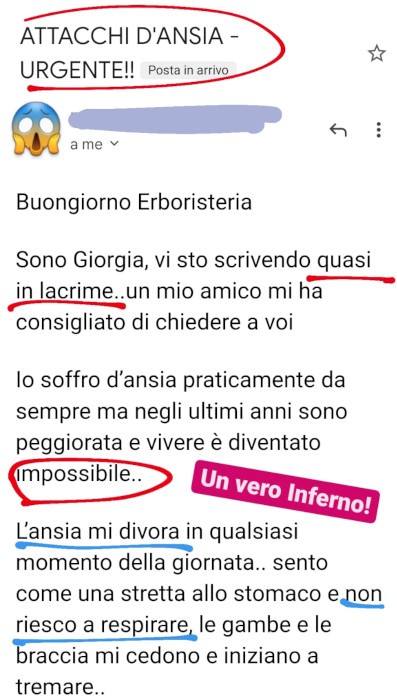 ATTACCHI D'ANSIA -
URGENTE!! Posta in arrivo
a me
Buongiorno Erboristeria
Sono Giorgia, vi sto scrivendo quasi
in lacrime..un mio amico mi ha
consigliato di chiedere a voi
Io soffro d'ansia praticamente da
sempre ma negli ultimi anni sono
peggiorata e vivere è diventato
impossibile..
Un vero Inferno!
L'ansia mi divora in qualsiasi
momento della giornata.. sento
come una stretta allo stomaco e non
riesco a respirare, le gambe e le
braccia mi cedono e iniziano a
tremare..